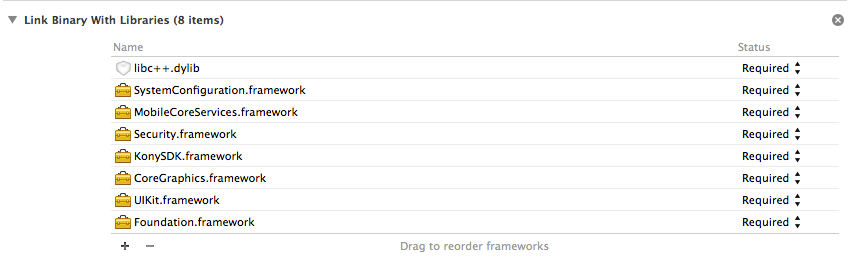 Link Binary With Libraries (8 items)
Name Status
libc++.dylib Required
SystemConfiguration.framework Required
MobileCoreServices.framework Required
Security.framework Required
KonySDK.framework Required
CoreGraphics.framework Required
UIKit.framework Required
Foundation.framework Required
+ − Drag to reorder frameworks